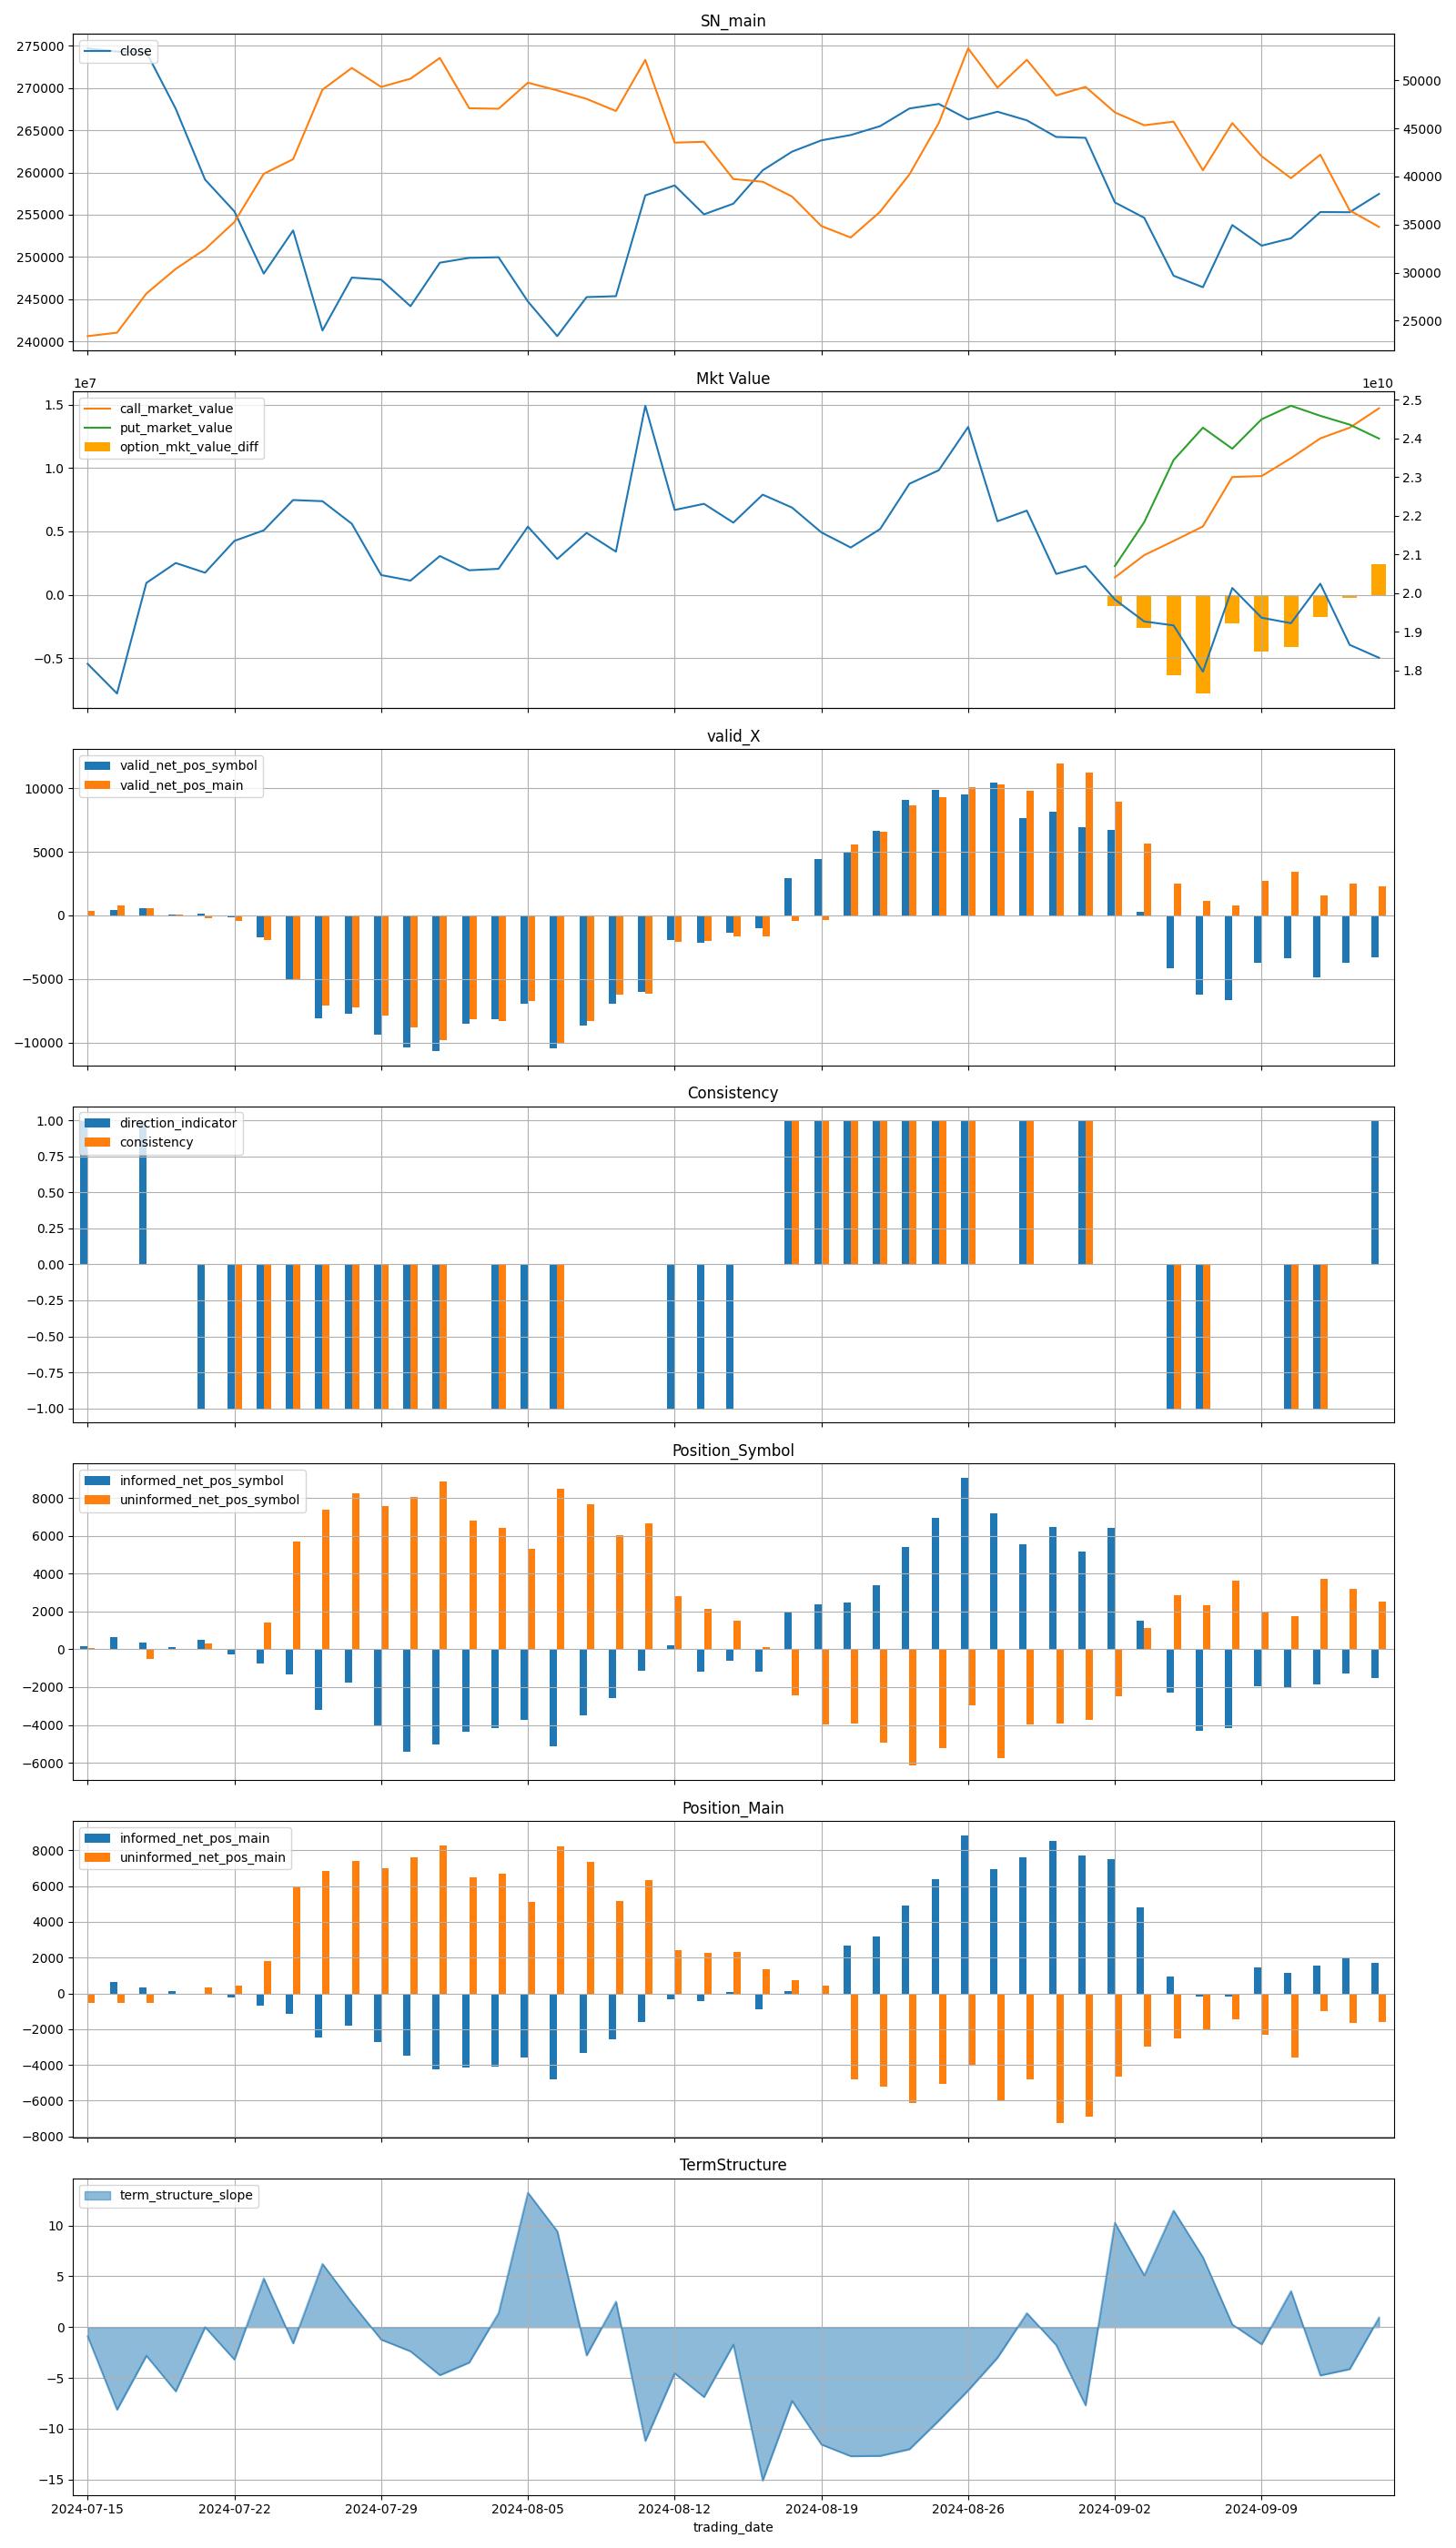 SN_main
close
275000
270000
265000
260000
255000
250000
245000
240000
50000
45000
40000
35000
30000
25000
Mkt Value
1e7
1e10
call_market_value
put_market_value
option_mkt_value_diff
1.5
1.0
0.5
0.0
−0.5
2.5
2.4
2.3
2.2
2.1
2.0
1.9
1.8
valid_X
valid_net_pos_symbol
valid_net_pos_main
10000
5000
0
−5000
−10000
Consistency
direction_indicator
consistency
1.00
0.75
0.50
0.25
0.00
−0.25
−0.50
−0.75
−1.00
Position_Symbol
informed_net_pos_symbol
uninformed_net_pos_symbol
8000
6000
4000
2000
0
−2000
−4000
−6000
Position_Main
informed_net_pos_main
uninformed_net_pos_main
8000
6000
4000
2000
0
−2000
−4000
−6000
−8000
TermStructure
term_structure_slope
10
5
0
−5
−10
−15
2024-07-15 2024-07-22 2024-07-29 2024-08-05 2024-08-12 2024-08-19 2024-08-26 2024-09-02 2024-09-09
trading_date